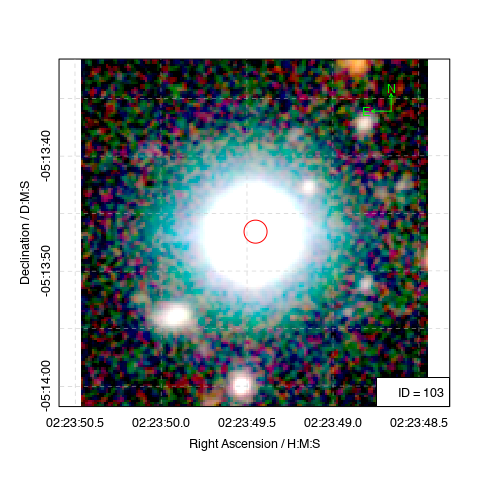 N
E
-05:13:40
-05:13:50
-05:14:00
Declination / D:M:S
ID = 103
02:23:50.5 02:23:50.0 02:23:49.5 02:23:49.0 02:23:48.5
Right Ascension / H:M:S